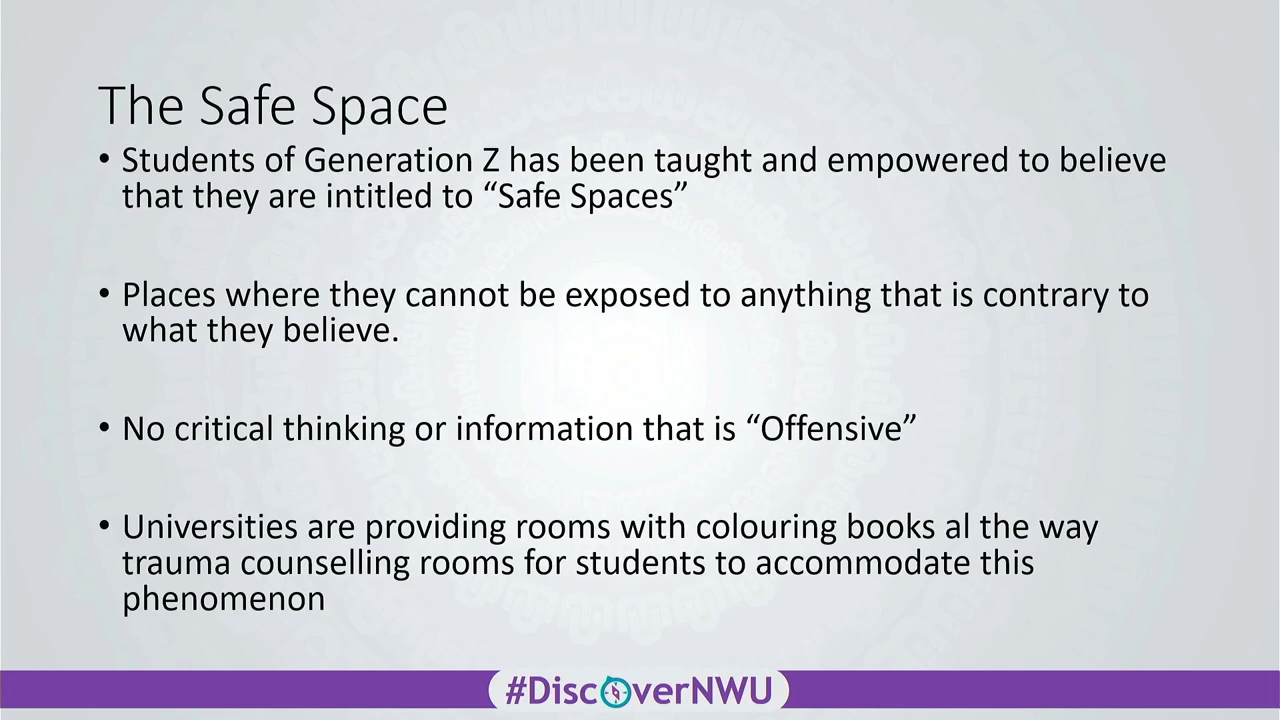 The Safe Space
• Students of Generation Z has been taught and empowered to believe
that they are intitled to “Safe Spaces”
• Places where they cannot be exposed to anything that is contrary to
what they believe.
• No critical thinking or information that is “Offensive”
• Universities are providing rooms with colouring books al the way
trauma counselling rooms for students to accommodate this
phenomenon
#DiscoverNWU